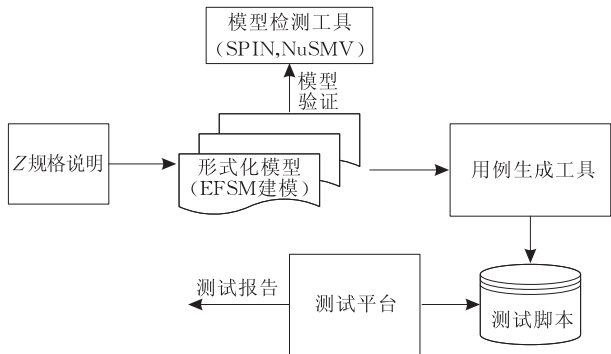 模型检测工具
(SPIN,NuSMV)
模型
验证
Z规格说明
形式化模型
(EFSM建模)
用例生成工具
测试报告
测试平台
测试脚本